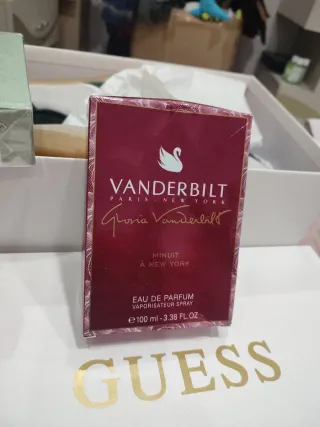 VANDERBILT
PARIS - NEW YORK
Gloria Vanderbilt
MINUIT
À NEW YORK
EAU DE PARFUM
VAPORISATEUR SPRAY
℮100 ml-3.38 FL.OZ
GUESS